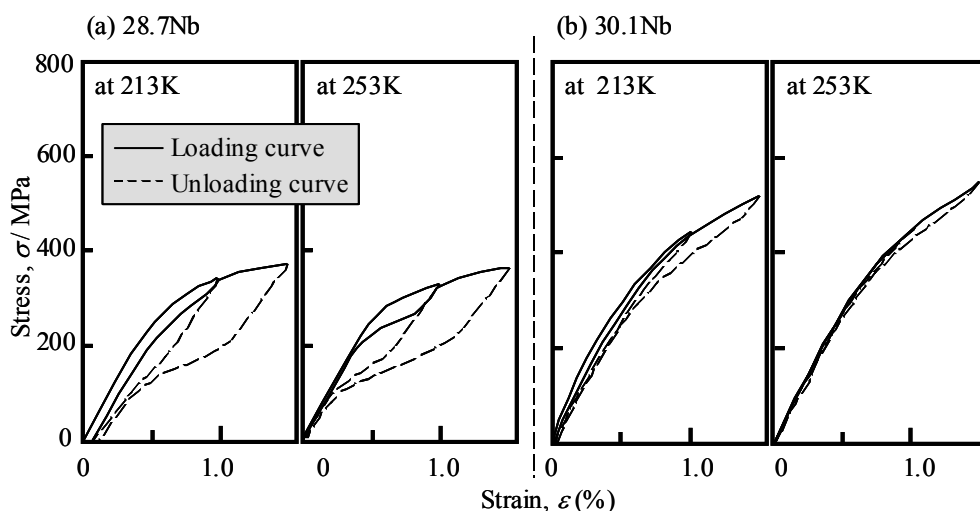 (a) 28.7Nb
(b) 30.1Nb
800
600
400
200
0
Stress, σ/ MPa
at 213K
at 253K
at 213K
at 253K
Loading curve
Unloading curve
0
1.0
0
1.0
0
1.0
0
1.0
Strain, ε (%)